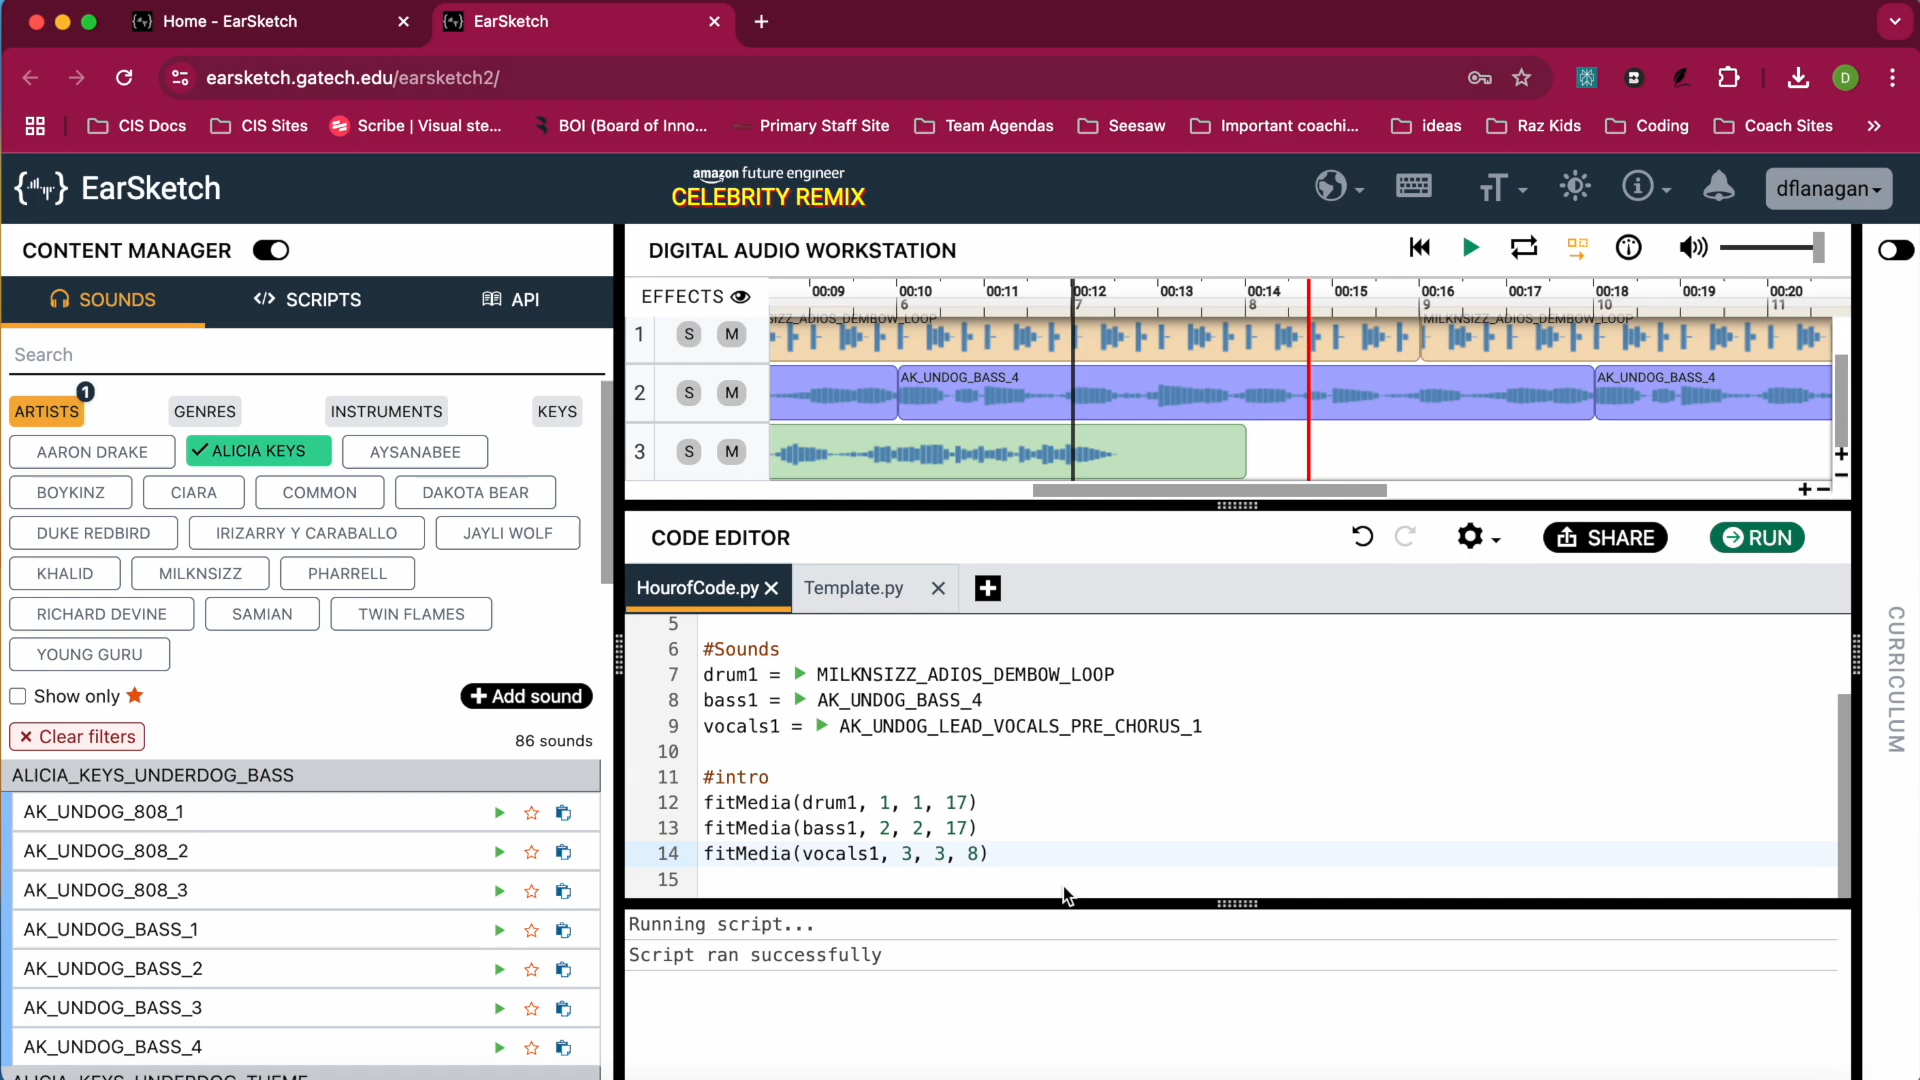 Home - EarSketch
EarSketch
earsketch.gatech.edu/earsketch2/
D
CIS Docs
CIS Sites
Scribe | Visual ste...
BOI (Board of Inno...
Primary Staff Site
Team Agendas
Seesaw
Important coachi...
ideas
Raz Kids
Coding
Coach Sites
EarSketch
amazon future engineer
CELEBRITY REMIX
dflanagan
CONTENT MANAGER
SOUNDS
SCRIPTS
API
Search
1
ARTISTS
GENRES
INSTRUMENTS
KEYS
AARON DRAKE
ALICIA KEYS
AYSANABEE
BOYKINZ
CIARA
COMMON
DAKOTA BEAR
DUKE REDBIRD
IRIZARRY Y CARABALLO
JAYLI WOLF
KHALID
MILKNSIZZ
PHARRELL
RICHARD DEVINE
SAMIAN
TWIN FLAMES
YOUNG GURU
Show only
+ Add sound
× Clear filters
86 sounds
ALICIA_KEYS_UNDERDOG_BASS
AK_UNDOG_808_1
AK_UNDOG_808_2
AK_UNDOG_808_3
AK_UNDOG_BASS_1
AK_UNDOG_BASS_2
AK_UNDOG_BASS_3
AK_UNDOG_BASS_4
ALICIA_KEYS_UNDERDOG_THEME
DIGITAL AUDIO WORKSTATION
EFFECTS
00:09 00:10 00:11 00:12 00:13 00:14 00:15 00:16 00:17 00:18 00:19 00:20
6 7 8 9 10 11
SIZZ_ADIOS_DEMBOW_LOOP
MILKNSIZZ_ADIOS_DEMBOW_LOOP
1 S M
AK_UNDOG_BASS_4
AK_UNDOG_BASS_4
2 S M
3 S M
CODE EDITOR
SHARE
RUN
HourofCode.py
Template.py
5
6 #Sounds
7 drum1 = MILKNSIZZ_ADIOS_DEMBOW_LOOP
8 bass1 = AK_UNDOG_BASS_4
9 vocals1 = AK_UNDOG_LEAD_VOCALS_PRE_CHORUS_1
10
11 #intro
12 fitMedia(drum1, 1, 1, 17)
13 fitMedia(bass1, 2, 2, 17)
14 fitMedia(vocals1, 3, 3, 8)
15
Running script...
Script ran successfully
CURRICULUM